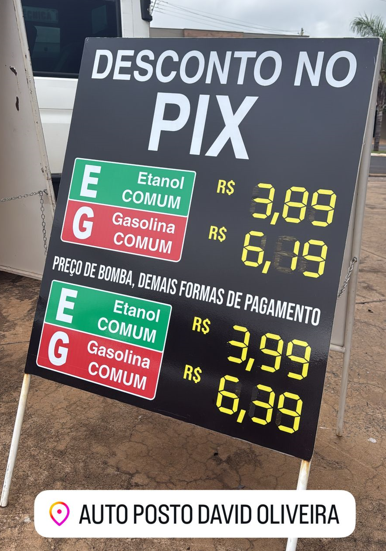 DESCONTO NO
PIX
E Etanol COMUM R$ 3,89
G Gasolina COMUM R$ 6,19
PREÇO DE BOMBA, DEMAIS FORMAS DE PAGAMENTO
E Etanol COMUM R$ 3,99
G Gasolina COMUM R$ 6,39
AUTO POSTO DAVID OLIVEIRA